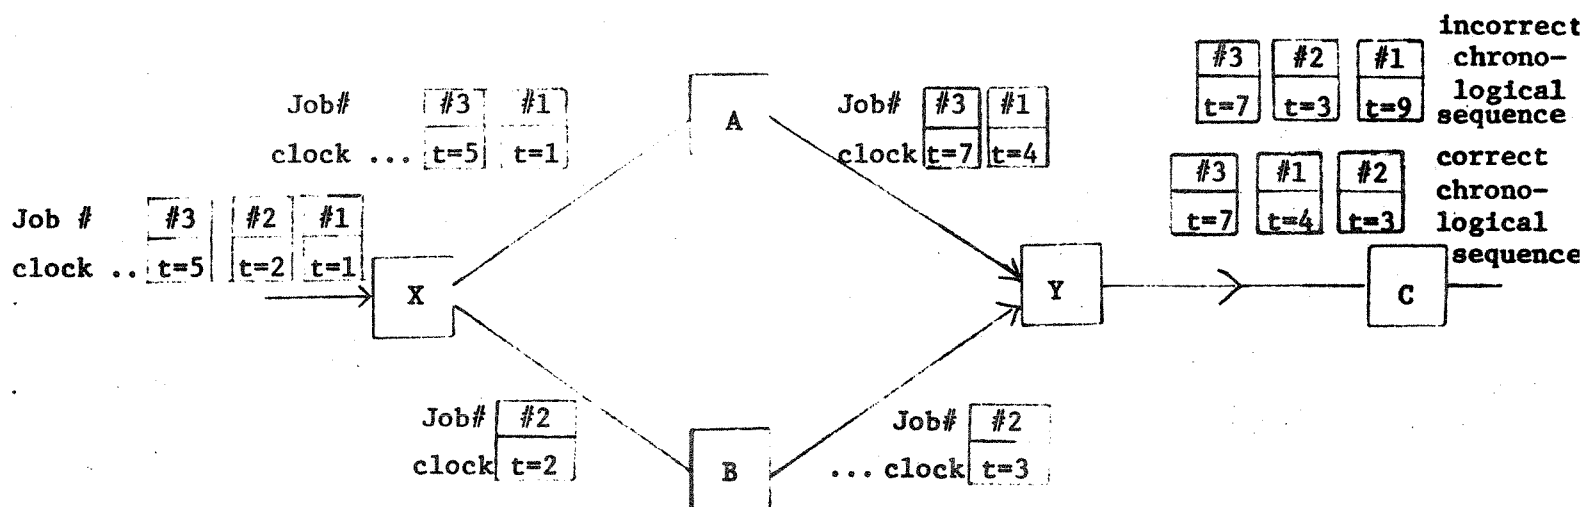 incorrect
#3 #2 #1 chrono-
logical
t=7 t=3 t=9 sequence
Job# #3 #1
clock ... t=5 t=1
A
Job# #3 #1
clock t=7 t=4
#3 #1 #2 correct
chrono-
t=7 t=4 t=3 logical
sequence
Job # #3 #2 #1
clock .. t=5 t=2 t=1
X
Y
C
Job# #2
clock t=2
B
Job# #2
... clock t=3